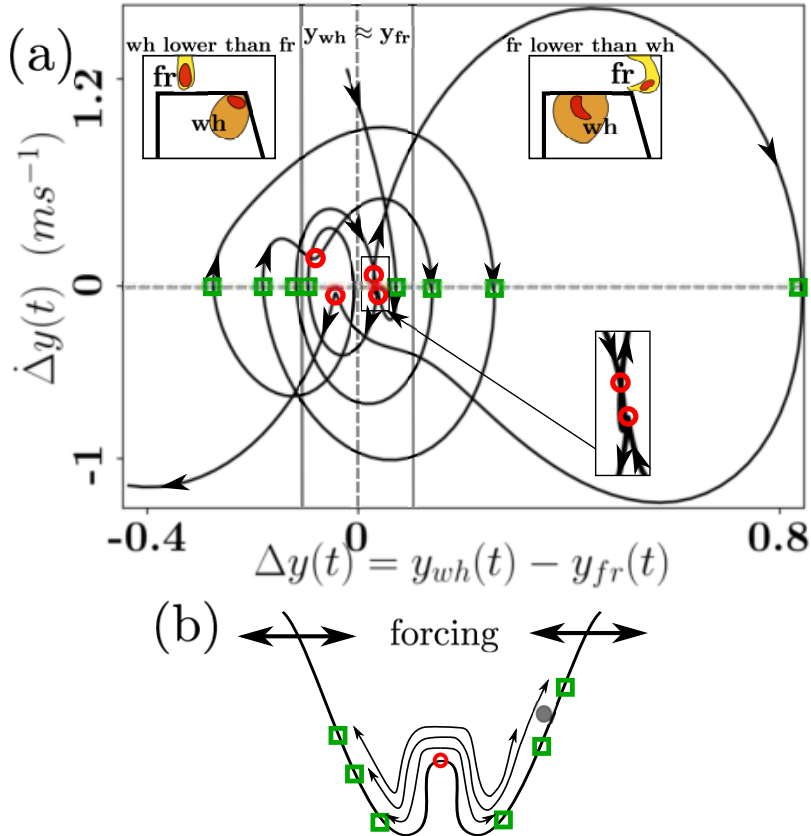 (a)
wh lower than fr
y_wh ≈ y_fr
fr lower than wh
fr
wh
fr
wh
1.2
0
-1
Δ̇y(t) (ms⁻¹)
-0.4
0
0.8
Δy(t) = y_wh(t) − y_fr(t)
(b)
forcing